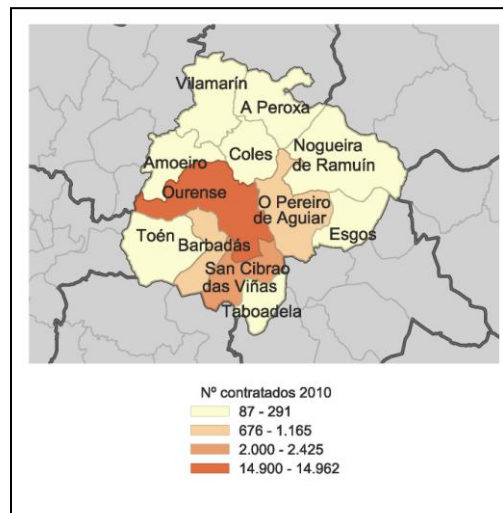 Vilamarín
A Peroxa
Nogueira
de Ramuín
Coles
Amoeiro
Ourense
O Pereiro
de Aguiar
Esgos
Toén
Barbadás
San Cibrao
das Viñas
Taboadela
Nº contratados 2010
87 - 291
676 - 1.165
2.000 - 2.425
14.900 - 14.962